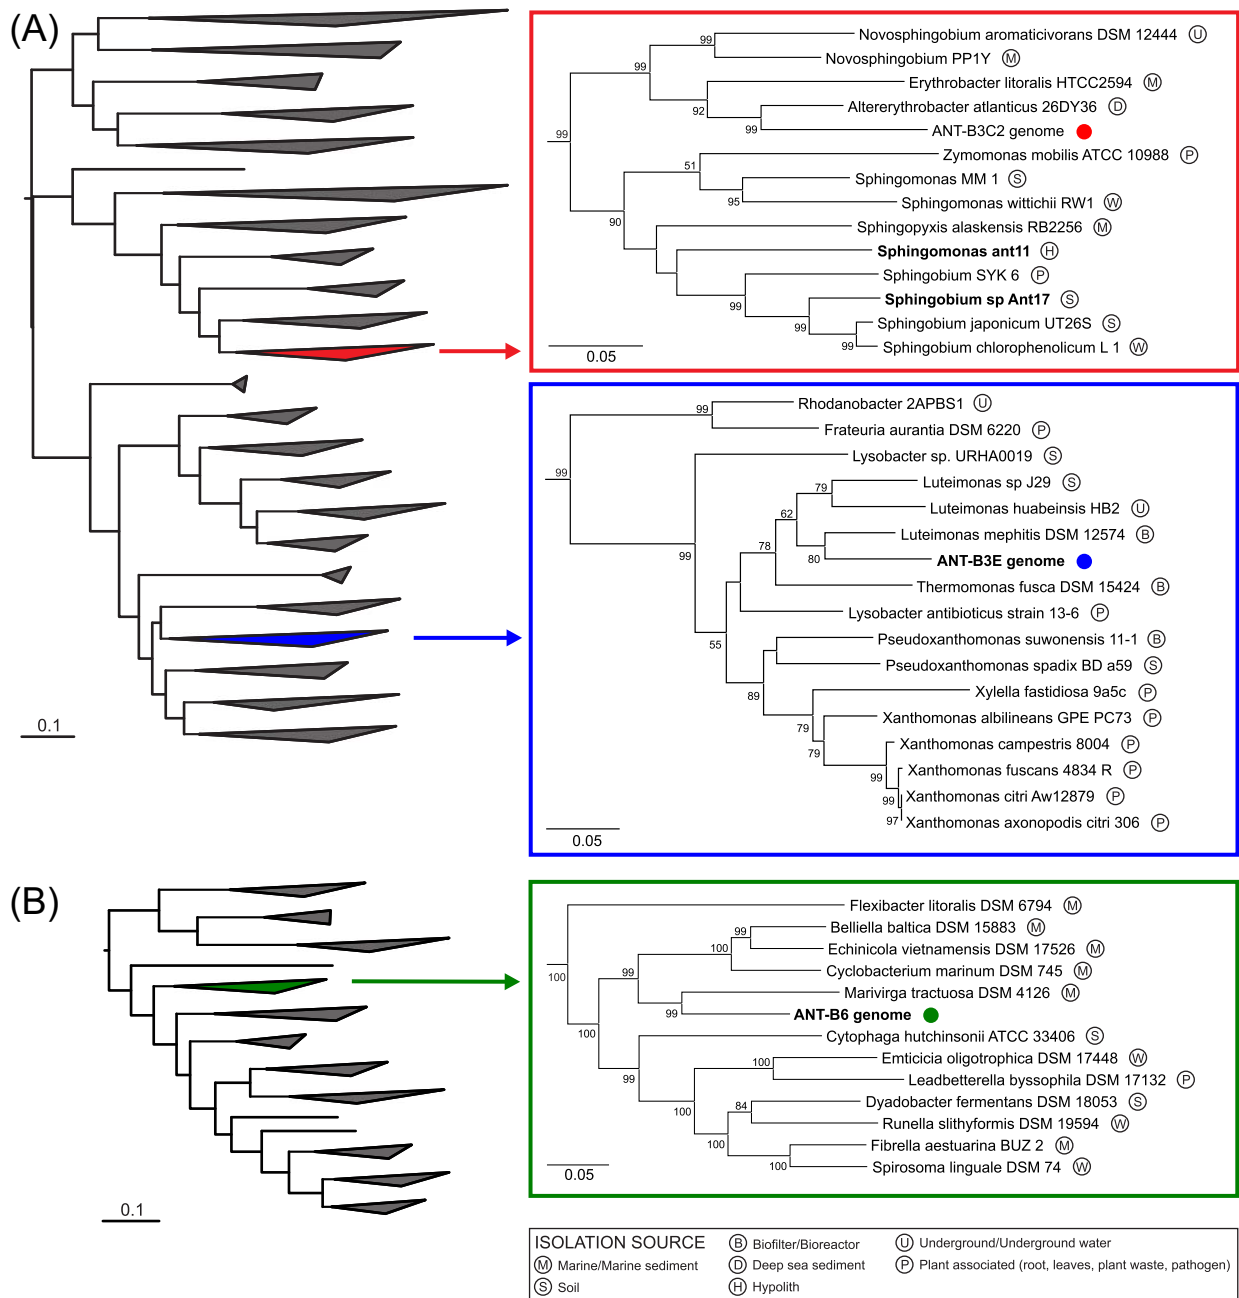 (A)
99
Novosphingobium aromaticivorans DSM 12444 U
99
Novosphingobium PP1Y M
Erythrobacter litoralis HTCC2594 M
92
Altererythrobacter atlanticus 26DY36 D
99
99
ANT-B3C2 genome
Zymomonas mobilis ATCC 10988 P
51
Sphingomonas MM 1 S
95
Sphingomonas wittichii RW1 W
90
Sphingopyxis alaskensis RB2256 M
Sphingomonas ant11 H
Sphingobium SYK 6 P
99
Sphingobium sp Ant17 S
99
Sphingobium japonicum UT26S S
99
Sphingobium chlorophenolicum L 1 W
0.05
99
Rhodanobacter 2APBS1 U
Frateuria aurantia DSM 6220 P
Lysobacter sp. URHA0019 S
99
79
Luteimonas sp J29 S
62
Luteimonas huabeinsis HB2 U
Luteimonas mephitis DSM 12574 B
99
78
80
ANT-B3E genome
Thermomonas fusca DSM 15424 B
Lysobacter antibioticus strain 13-6 P
55
Pseudoxanthomonas suwonensis 11-1 B
Pseudoxanthomonas spadix BD a59 S
89
Xylella fastidiosa 9a5c P
79
Xanthomonas albilineans GPE PC73 P
79
Xanthomonas campestris 8004 P
99
Xanthomonas fuscans 4834 R P
99
Xanthomonas citri Aw12879 P
97
Xanthomonas axonopodis citri 306 P
0.05
0.1
(B)
Flexibacter litoralis DSM 6794 M
99
Belliella baltica DSM 15883 M
100
Echinicola vietnamensis DSM 17526 M
99
Cyclobacterium marinum DSM 745 M
100
Marivirga tractuosa DSM 4126 M
99
ANT-B6 genome
100
Cytophaga hutchinsonii ATCC 33406 S
100
Emticicia oligotrophica DSM 17448 W
99
Leadbetterella byssophila DSM 17132 P
100
84
Dyadobacter fermentans DSM 18053 S
Runella slithyformis DSM 19594 W
100
Fibrella aestuarina BUZ 2 M
100
Spirosoma linguale DSM 74 W
0.05
0.1
ISOLATION SOURCE
M Marine/Marine sediment
S Soil
B Biofilter/Bioreactor
D Deep sea sediment
H Hypolith
U Underground/Underground water
P Plant associated (root, leaves, plant waste, pathogen)